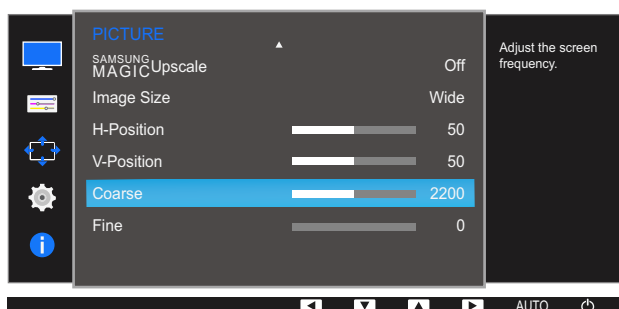 PICTURE
SAMSUNG
MAGICUpscale Off
Image Size Wide
H-Position 50
V-Position 50
Coarse 2200
Fine 0
Adjust the screen
frequency.
AUTO